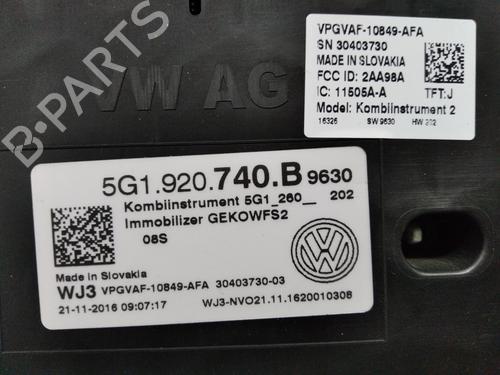 VPGVAF-10849-AFA
SN 30403730
MADE IN SLOVAKIA
FCC ID: 2AA98A
IC: 11505A-A TFT:J
Model: Kombiinstrument 2
16326 SW 9630 HW 202
VW AG
5G1.920.740.B 9630
Kombiinstrument 5G1_260__ 202
Immobilizer GEKOWFS2
08S
Made in Slovakia
WJ3 VPGVAF-10849-AFA 30403730-03
21-11-2016 09:07:17 WJ3-NVO21.11.1620010308
B-PARTS